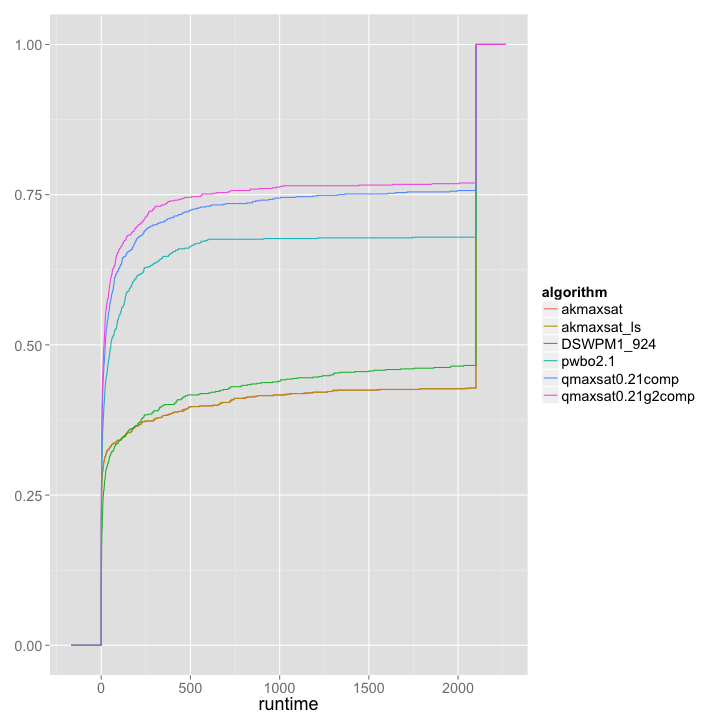 1.00
0.75
0.50
0.25
0.00
0 500 1000 1500 2000
runtime
algorithm
akmaxsat
akmaxsat_ls
DSWPM1_924
pwbo2.1
qmaxsat0.21comp
qmaxsat0.21g2comp